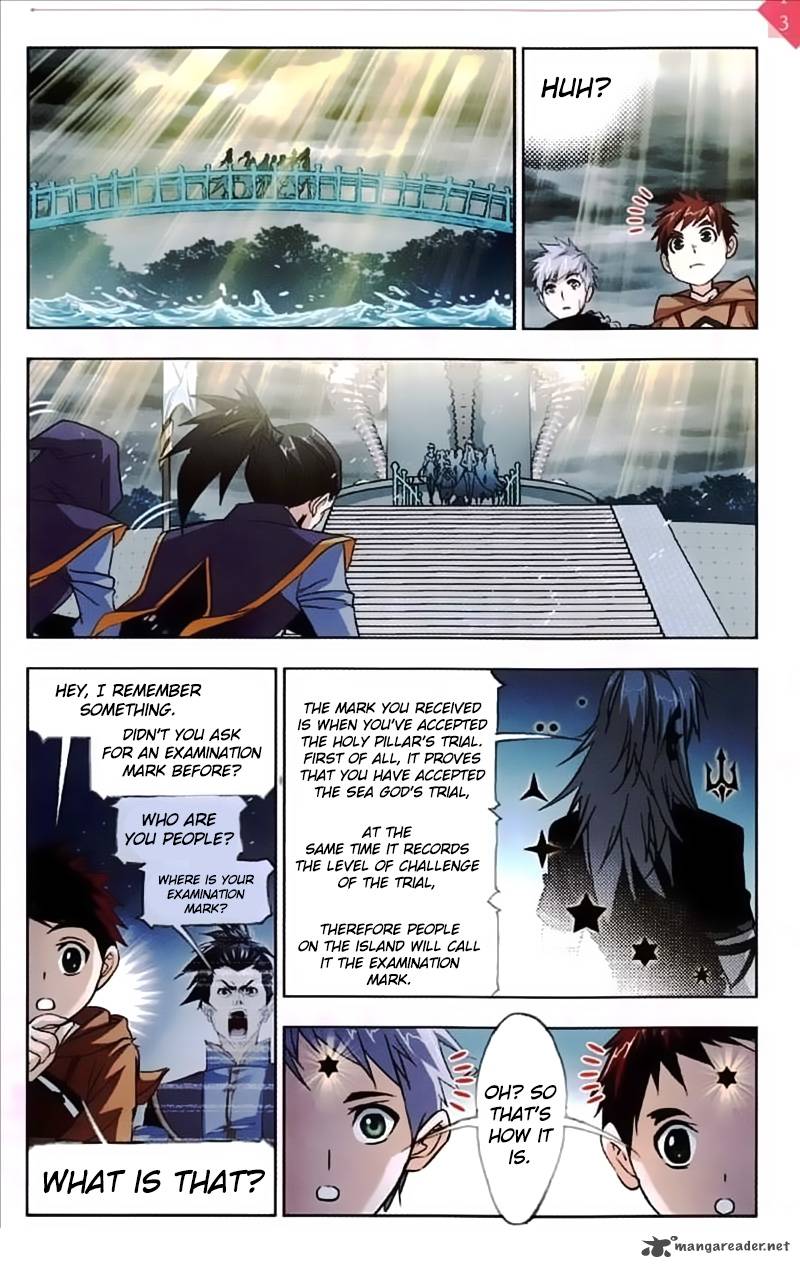 3
HUH?
HEY, I REMEMBER
SOMETHING.
DIDN'T YOU ASK
FOR AN EXAMINATION
MARK BEFORE?
WHO ARE
YOU PEOPLE?
WHERE IS YOUR
EXAMINATION
MARK?
WHAT IS THAT?
THE MARK YOU RECEIVED
IS WHEN YOU'VE ACCEPTED
THE HOLY PILLAR'S TRIAL.
FIRST OF ALL, IT PROVES
THAT YOU HAVE ACCEPTED
THE SEA GOD'S TRIAL,
AT THE
SAME TIME IT RECORDS
THE LEVEL OF CHALLENGE
OF THE TRIAL,
THEREFORE PEOPLE
ON THE ISLAND WILL CALL
IT THE EXAMINATION
MARK.
OH? SO
THAT'S
HOW IT
IS.
mangareader.net